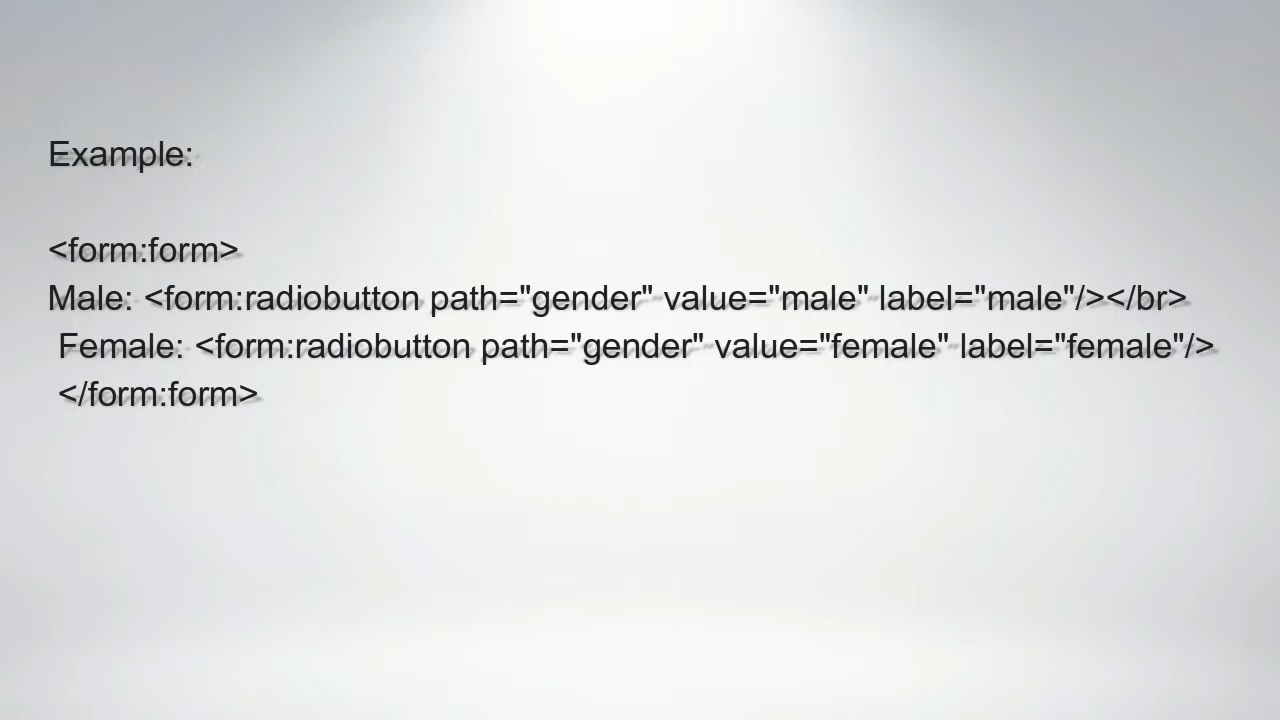 Example:
<form:form>
Male: <form:radiobutton path="gender" value="male" label="male"/></br>
Female: <form:radiobutton path="gender" value="female" label="female"/>
</form:form>